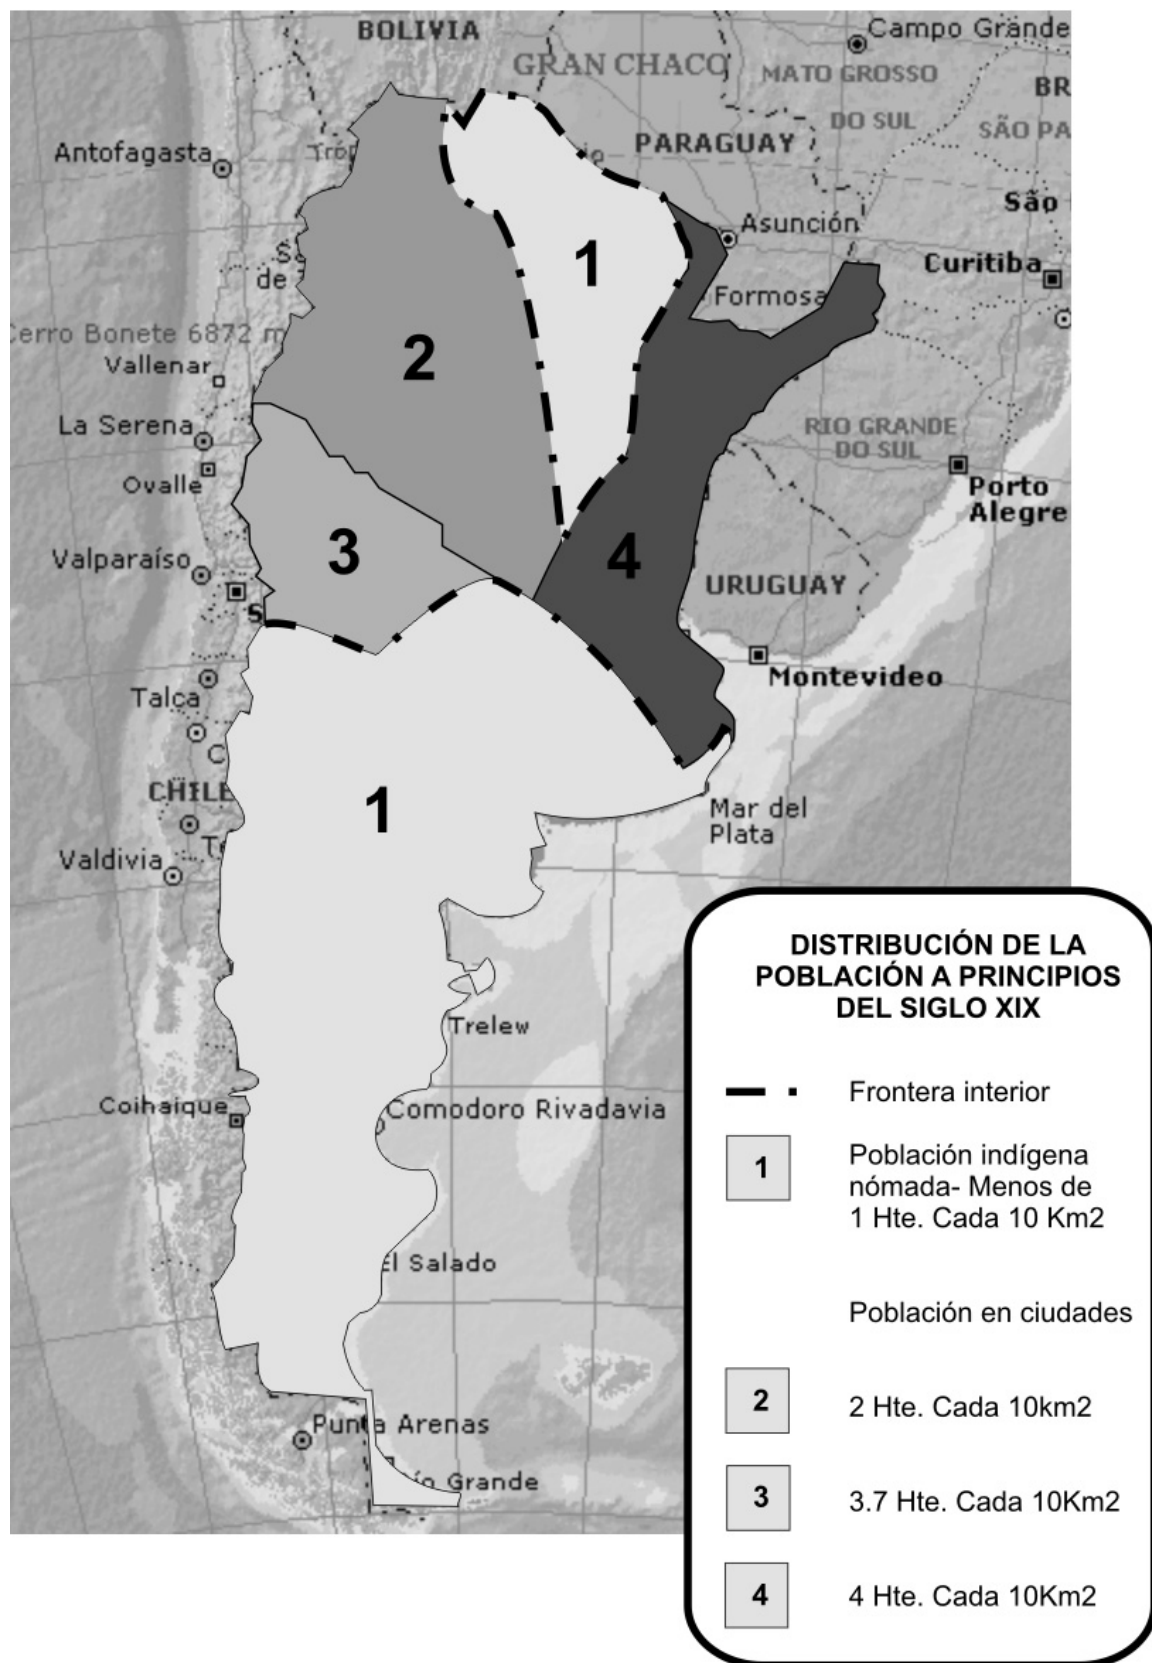 BOLIVIA
Campo Grande
GRAN CHACO
MATO GROSSO
DO SUL
BR
SÃO PA
PARAGUAY
Antofagasta
Tróp
São
Asunción
Curitiba
1
Formosa
S
de
Cerro Bonete 6872 m
2
Vallenar
La Serena
RIO GRANDE
DO SUL
Ovalle
Porto
Alegre
3
4
Valparaíso
URUGUAY
S
Talca
Montevideo
C
CHILE
1
Mar del
Plata
Te
Valdivia
Trelew
Coihaique
Comodoro Rivadavia
El Salado
Punta Arenas
Río Grande
DISTRIBUCIÓN DE LA
POBLACIÓN A PRINCIPIOS
DEL SIGLO XIX
Frontera interior
1
Población indígena
nómada- Menos de
1 Hte. Cada 10 Km2
Población en ciudades
2 2 Hte. Cada 10km2
3 3.7 Hte. Cada 10Km2
4 4 Hte. Cada 10Km2